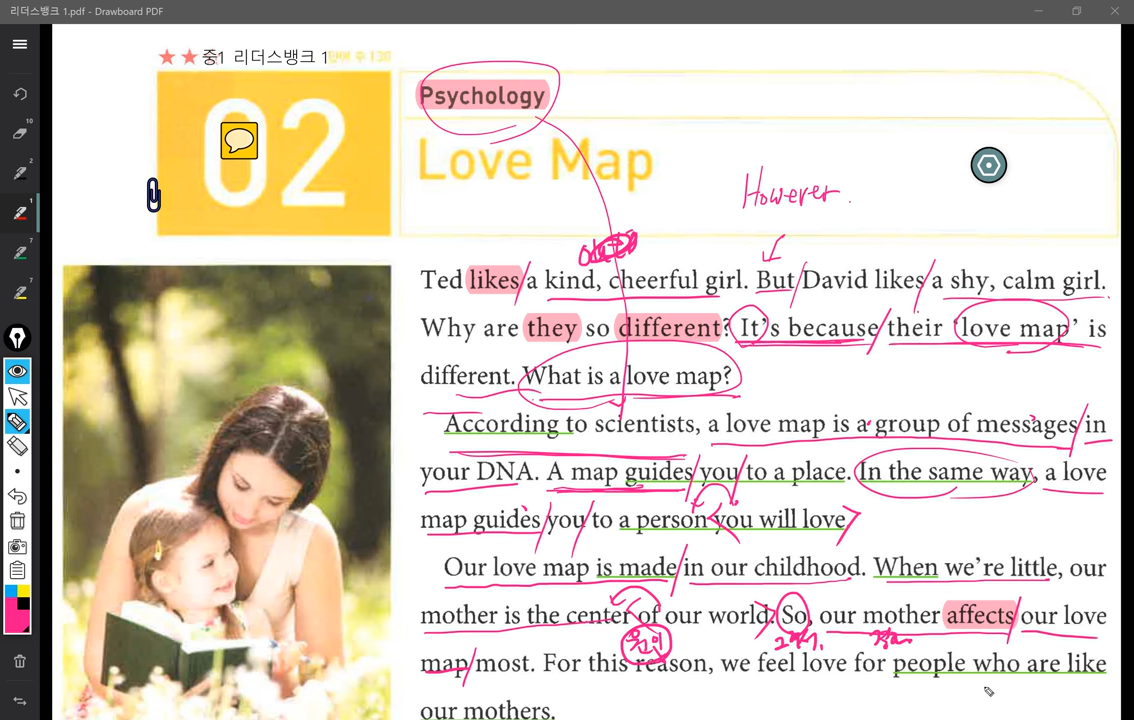 리더스뱅크 1.pdf - Drawboard PDF
★★ 중1 리더스뱅크 1
02
Psychology
Love Map
However.
Ted likes a kind, cheerful girl. But David likes a shy, calm girl.
Why are they so different? It's because their 'love map' is
different. What is a love map?
According to scientists, a love map is a group of messages in
your DNA. A map guides you to a place. In the same way, a love
map guides you to a person you will love.
Our love map is made in our childhood. When we're little, our
mother is the center of our world. So, our mother affects our love
원인
map most. For this reason, we feel love for people who are like
our mothers.
10
2
1
7
7